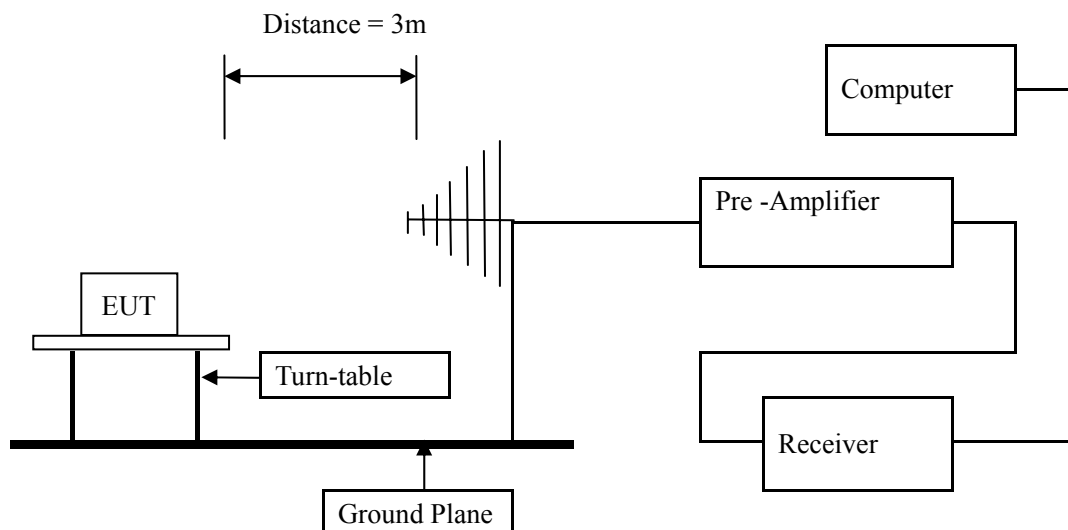 Distance = 3m
Computer
Pre -Amplifier
EUT
Turn-table
Receiver
Ground Plane